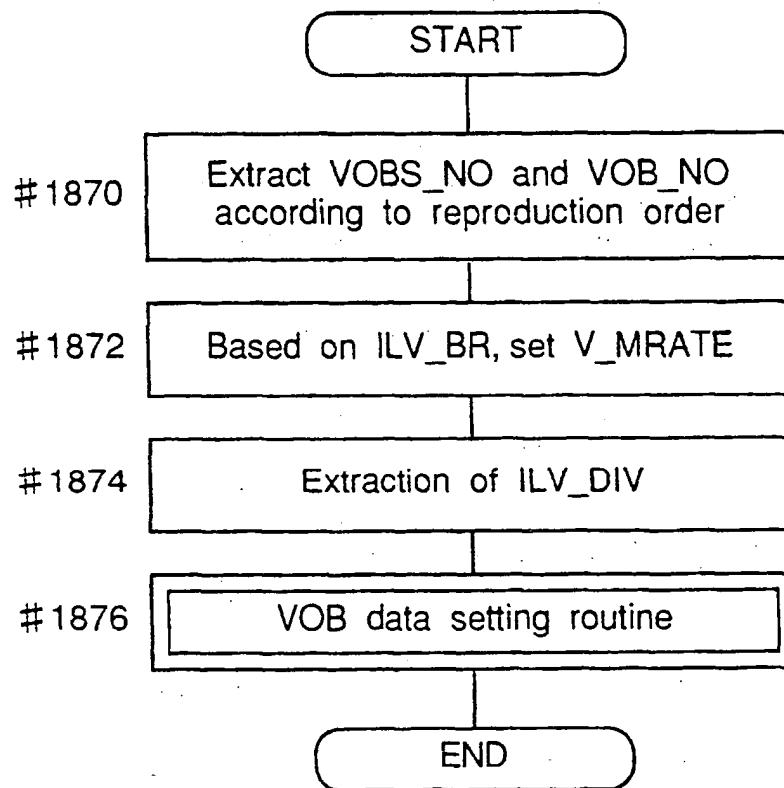 START
#1870
Extract VOBS_NO and VOB_NO
according to reproduction order
#1872
Based on ILV_BR, set V_MRATE
#1874
Extraction of ILV_DIV
#1876
VOB data setting routine
END